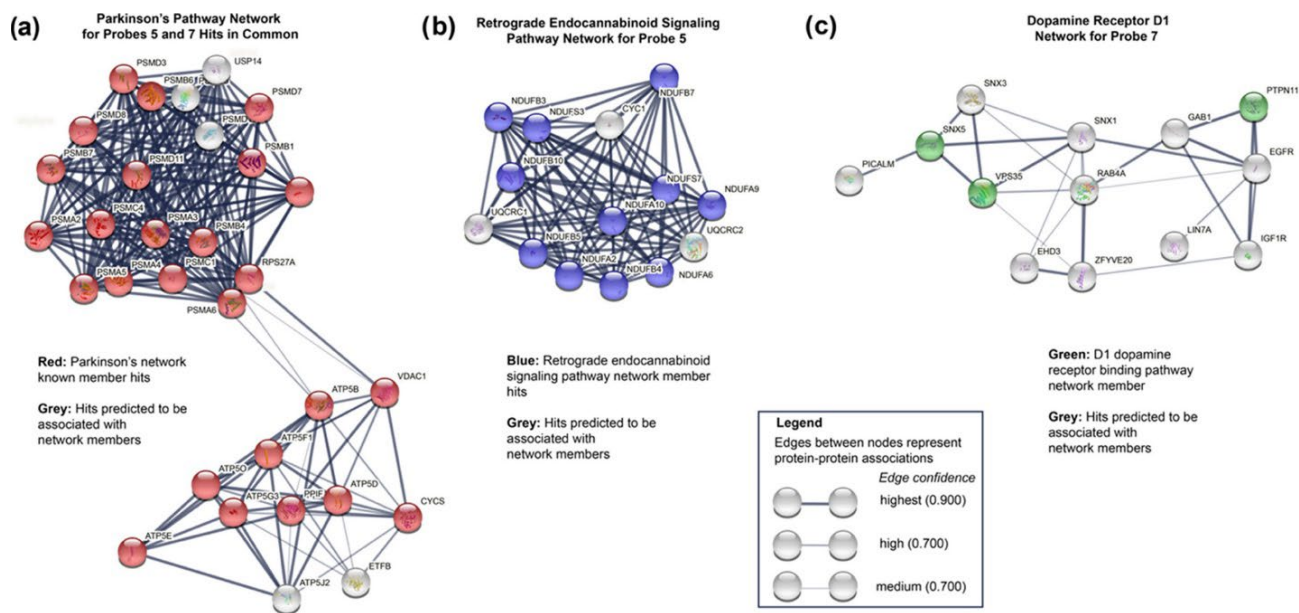 (a)
Parkinson's Pathway Network
for Probes 5 and 7 Hits in Common
PSMD3
USP14
PSMB6
PSMD7
PSMD8
PSMD
PSMB7
PSMB1
PSMD11
PSMA2
PSMC4
PSMA3
PSMB4
PSMA5
PSMA4
PSMC1
RPS27A
PSMA6
VDAC1
ATP5B
ATP5F1
ATP5O
ATP5G3
PPIF
ATP5D
CYCS
ATP5E
ETFB
ATP5J2
Red: Parkinson's network
known member hits
Grey: Hits predicted to be
associated with
network members
(b)
Retrograde Endocannabinoid Signaling
Pathway Network for Probe 5
NDUFB7
NDUFB3
NDUFS3
CYC1
NDUFB10
NDUFS7
NDUFA9
UQCRC1
NDUFA10
UQCRC2
NDUFB5
NDUFA2
NDUFB4
NDUFA6
Blue: Retrograde endocannabinoid
signaling pathway network member
hits
Grey: Hits predicted to be
associated with
network members
(c)
Dopamine Receptor D1
Network for Probe 7
SNX3
PTPN11
SNX1
GAB1
SNX5
EGFR
PICALM
VPS35
RAB4A
LIN7A
IGF1R
EHD3
ZFYVE20
Green: D1 dopamine
receptor binding pathway
network member
Grey: Hits predicted to be
associated with
network members
Legend
Edges between nodes represent
protein-protein associations
Edge confidence
highest (0.900)
high (0.700)
medium (0.700)